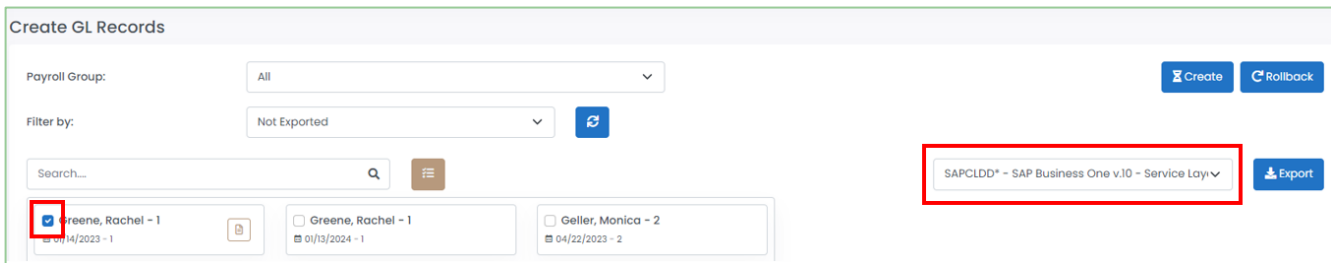 Create GL Records
Payroll Group:
All
Create
Rollback
Filter by:
Not Exported
Search...
SAPCLDD* - SAP Business One v.10 - Service Lay
Export
Greene, Rachel - 1
01/14/2023 - 1
Greene, Rachel - 1
01/13/2024 - 1
Geller, Monica - 2
04/22/2023 - 2